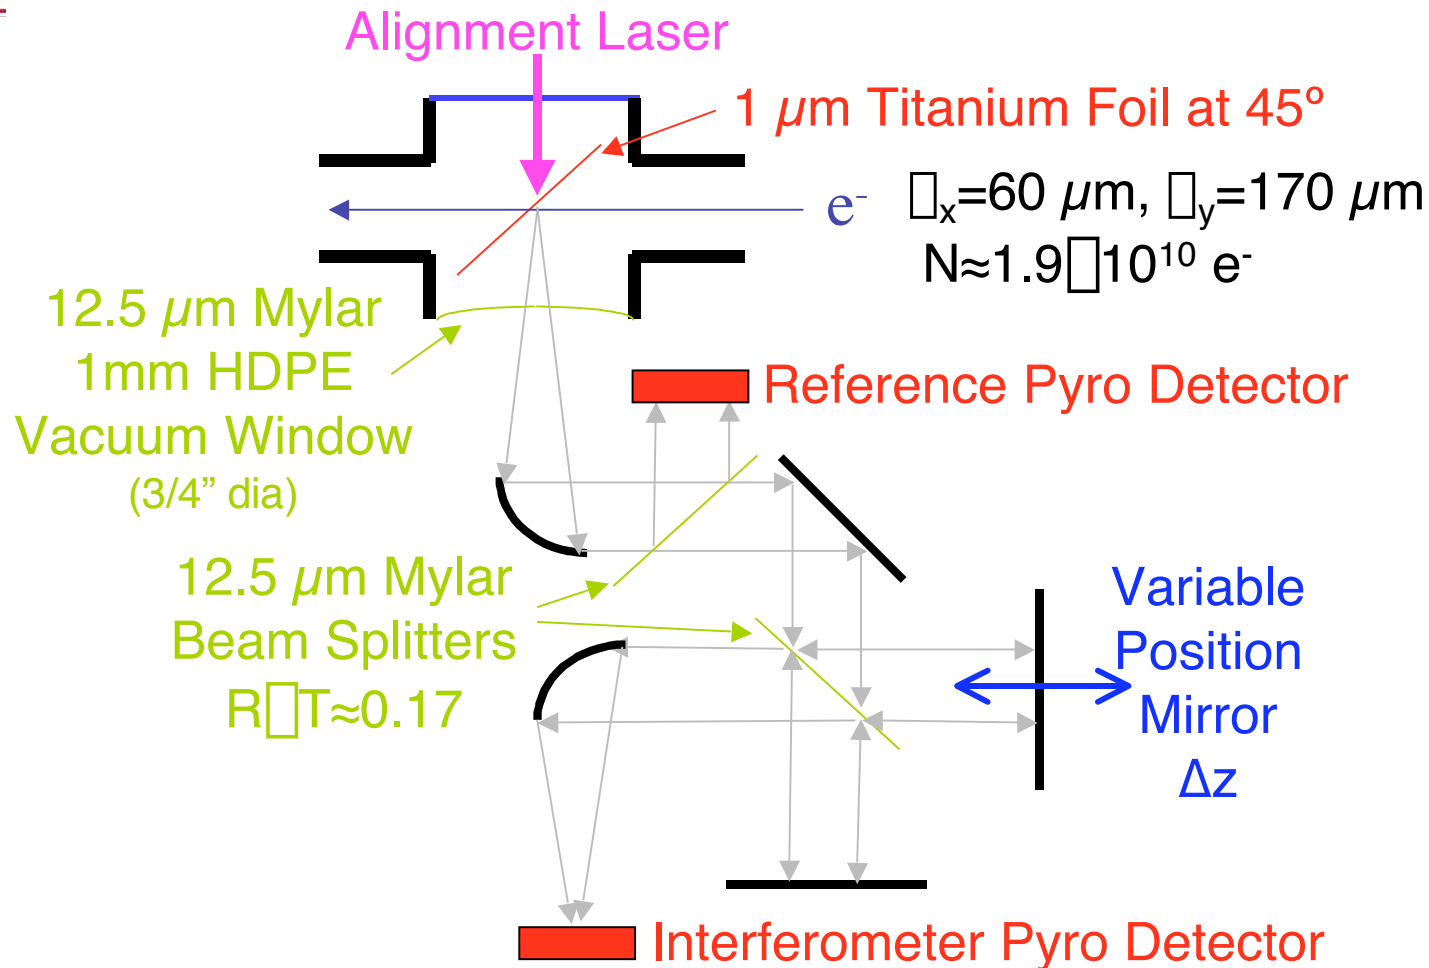 Alignment Laser
1 µm Titanium Foil at 45º
e- □x=60 µm, □y=170 µm
N≈1.9□10¹⁰ e-
12.5 µm Mylar
1mm HDPE
Vacuum Window
(3/4” dia)
Reference Pyro Detector
12.5 µm Mylar
Beam Splitters
R□T≈0.17
Variable
Position
Mirror
Δz
Interferometer Pyro Detector